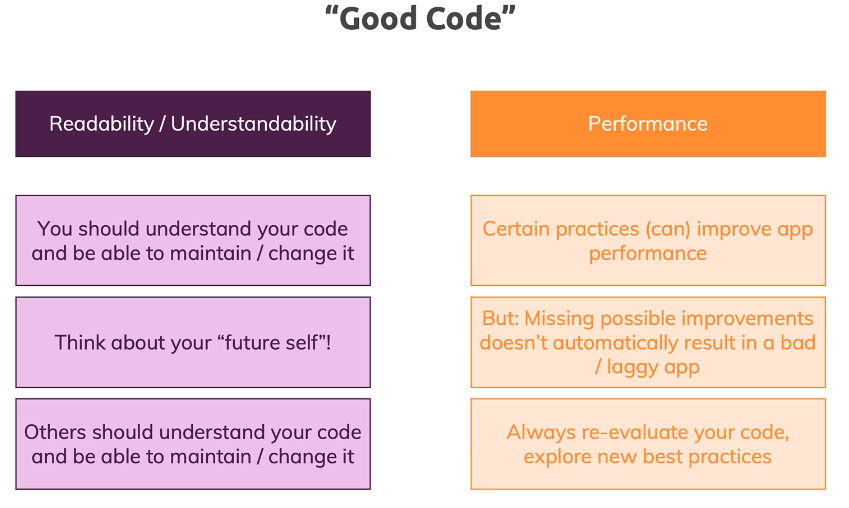 “Good Code”
Readability / Understandability
You should understand your code
and be able to maintain / change it
Think about your “future self”!
Others should understand your code
and be able to maintain / change it
Performance
Certain practices (can) improve app
performance
But: Missing possible improvements
doesn’t automatically result in a bad
/ laggy app
Always re-evaluate your code,
explore new best practices